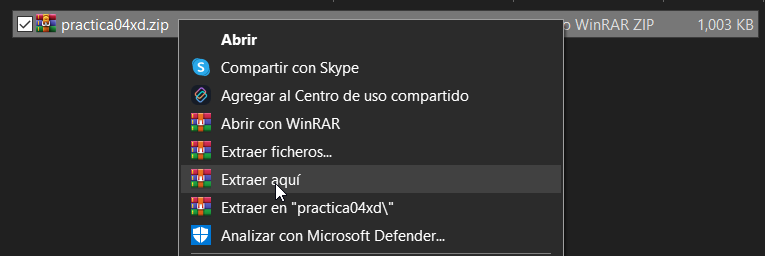 practica04xd.zip
o WinRAR ZIP
1,003 KB
Abrir
Compartir con Skype
Agregar al Centro de uso compartido
Abrir con WinRAR
Extraer ficheros...
Extraer aquí
Extraer en "practica04xd\"
Analizar con Microsoft Defender...